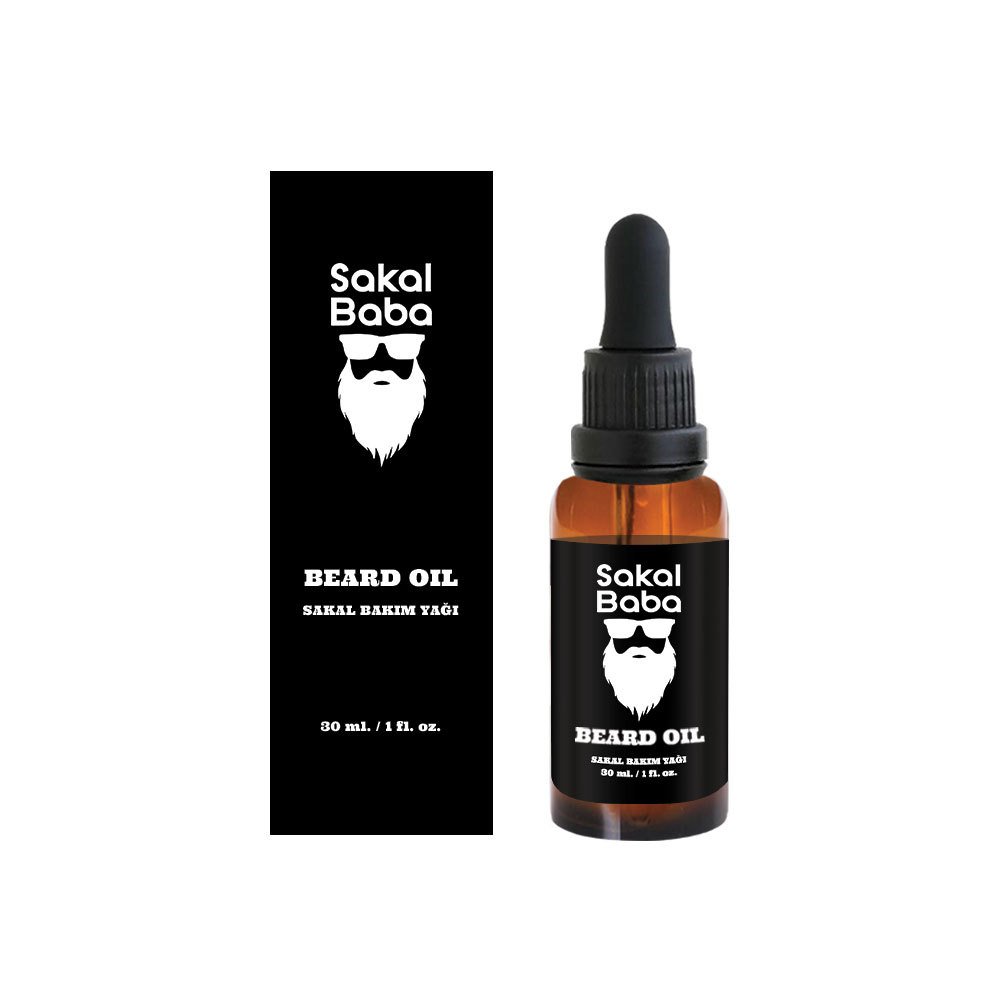 Sakal
Baba
BEARD OIL
SAKAL BAKIM YAĞI
30 ml. / 1 fl. oz.
Sakal
Baba
BEARD OIL
SAKAL BAKIM YAĞI
30 ml. / 1 fl. oz.